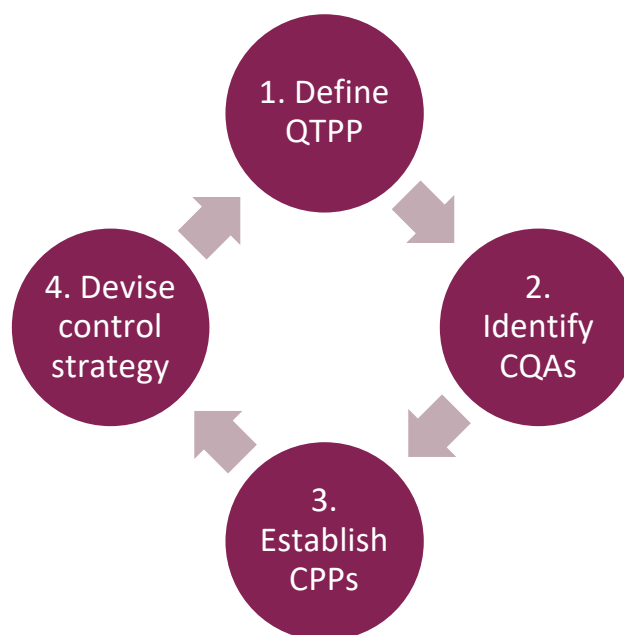 1. Define
QTPP
2.
Identify
CQAs
3.
Establish
CPPs
4. Devise
control
strategy